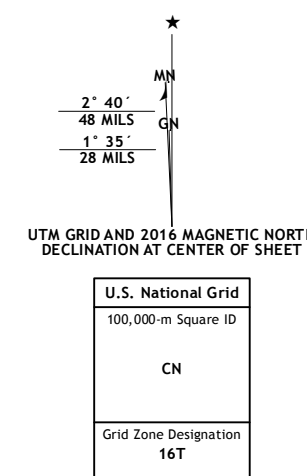 ★
MN
GN
2° 40´
48 MILS
1° 35´
28 MILS
UTM GRID AND 2016 MAGNETIC NORT
DECLINATION AT CENTER OF SHEET
U.S. National Grid
100,000-m Square ID
CN
Grid Zone Designation
16T